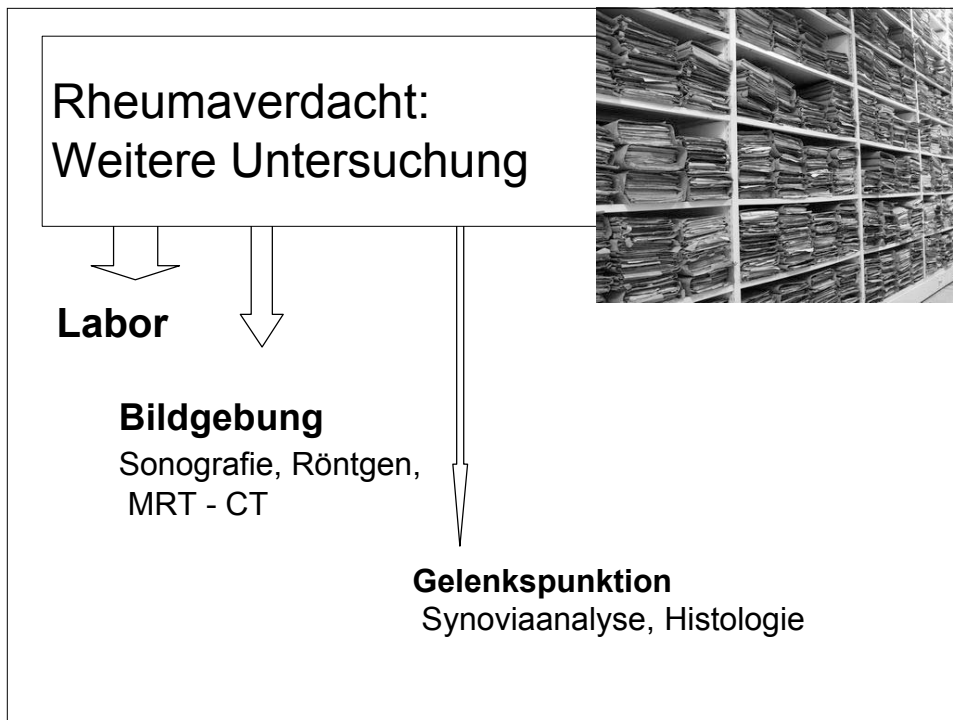 Rheumaverdacht:
Weitere Untersuchung
Labor
Bildgebung
Sonografie, Röntgen,
MRT - CT
Gelenkspunktion
Synoviaanalyse, Histologie